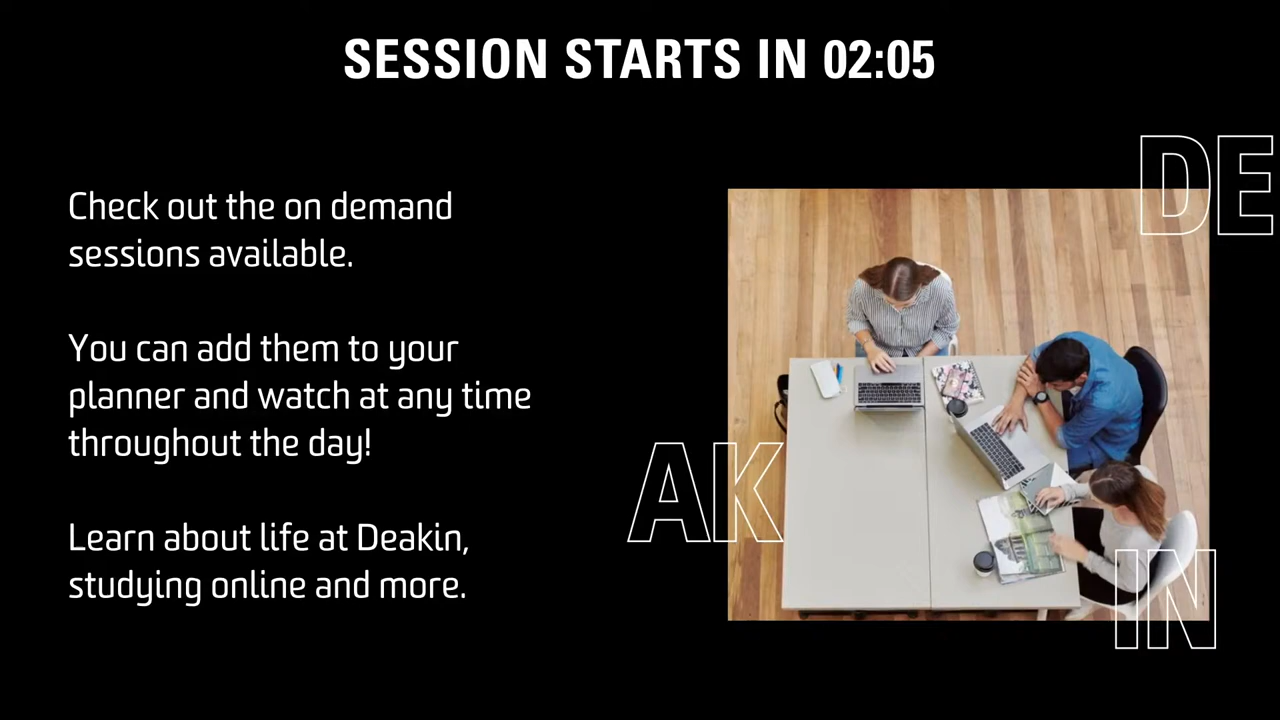 SESSION STARTS IN 02:05
Check out the on demand
sessions available.
You can add them to your
planner and watch at any time
throughout the day!
Learn about life at Deakin,
studying online and more.
DE
AK
IN